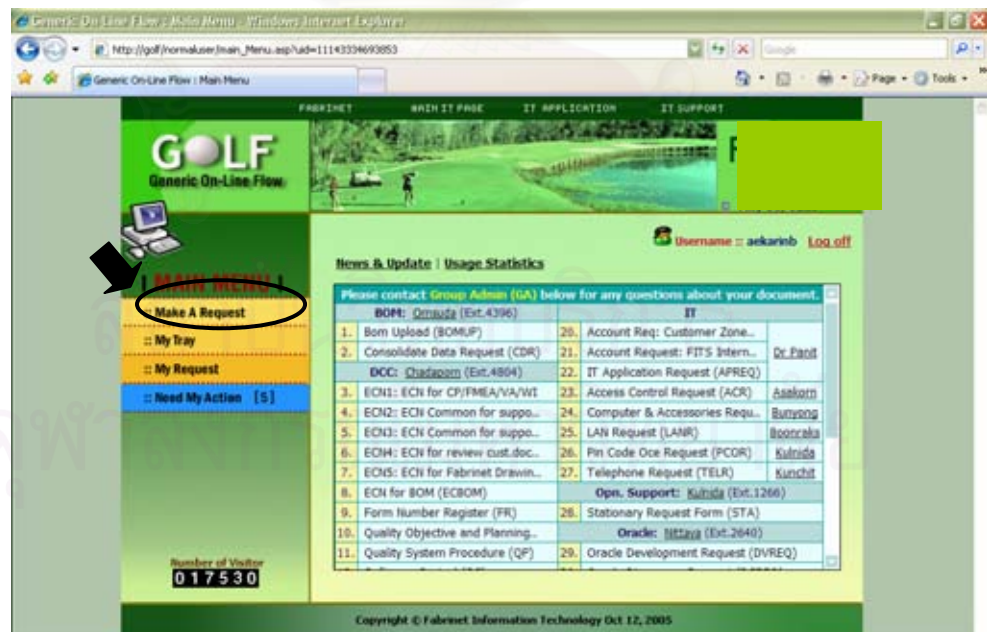 Generic On-Line Flow : Main Menu - Windows Internet Explorer
http://golf/normaluser/main_Menu.asp?uid=11143334693853
Google
Generic On-Line Flow : Main Menu
Page
Tools
FABRINET MAIN IT PAGE IT APPLICATION IT SUPPORT
GOLF
Generic On-Line Flow
F
Username :: aekarinb Log off
News & Update | Usage Statistics
| MAIN MENU |
:: Make A Request
:: My Tray
:: My Request
:: Need My Action [5]
Please contact Group Admin (GA) below for any questions about your document.
BOM: Ornsuda (Ext.4396)
1. Bom Upload (BOMUP)
2. Consolidate Data Request (CDR)
DCC: Chadaporn (Ext.4804)
3. ECN1: ECN for CP/FMEA/VA/WI
4. ECN2: ECN Common for suppo...
5. ECN3: ECN Common for suppo...
6. ECN4: ECN for review cust.doc...
7. ECN5: ECN for Fabrinet Drawin...
8. ECN for BOM (ECBOM)
9. Form Number Register (FR)
10. Quality Objective and Planning...
11. Quality System Procedure (QP)
IT
20. Account Req: Customer Zone...
21. Account Request: FITS Intern... Dr.Panit
22. IT Application Request (APREQ)
23. Access Control Request (ACR) Asakorn
24. Computer & Accessories Requ... Bunyong
25. LAN Request (LANR) Boonraks
26. Pin Code Oce Request (PCOR) Kulnida
27. Telephone Request (TELR) Kunchit
Opn. Support: Kulnida (Ext.1266)
28. Stationary Request Form (STA)
Oracle: Nittaya (Ext.2640)
29. Oracle Development Request (DVREQ)
Number of Visitor
017530
Copyright © Fabrinet Information Technology Oct 12, 2005